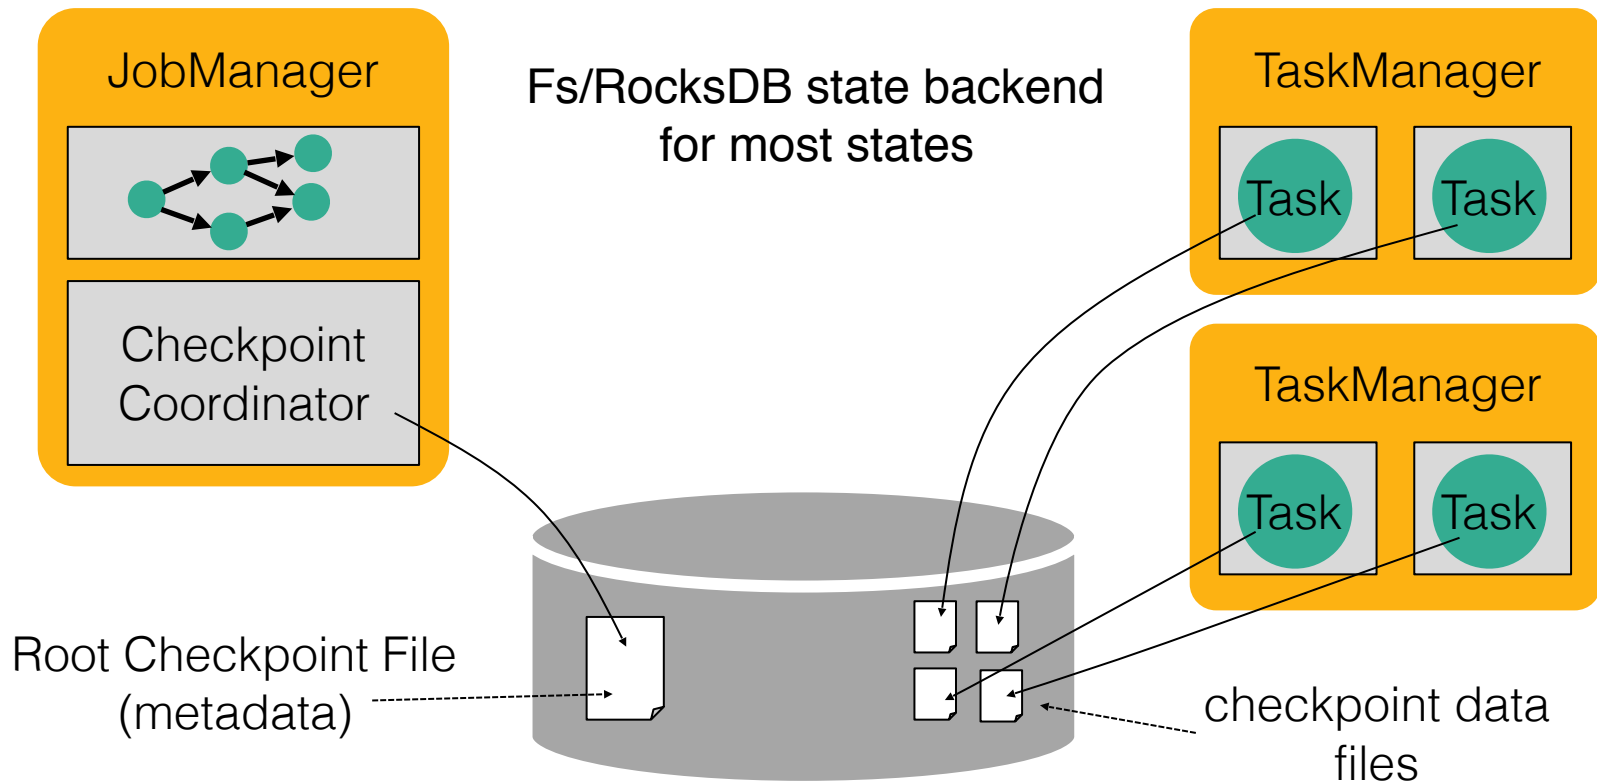 JobManager
Checkpoint
Coordinator
Fs/RocksDB state backend
for most states
TaskManager
Task
Task
TaskManager
Task
Task
Root Checkpoint File
(metadata)
checkpoint data
files